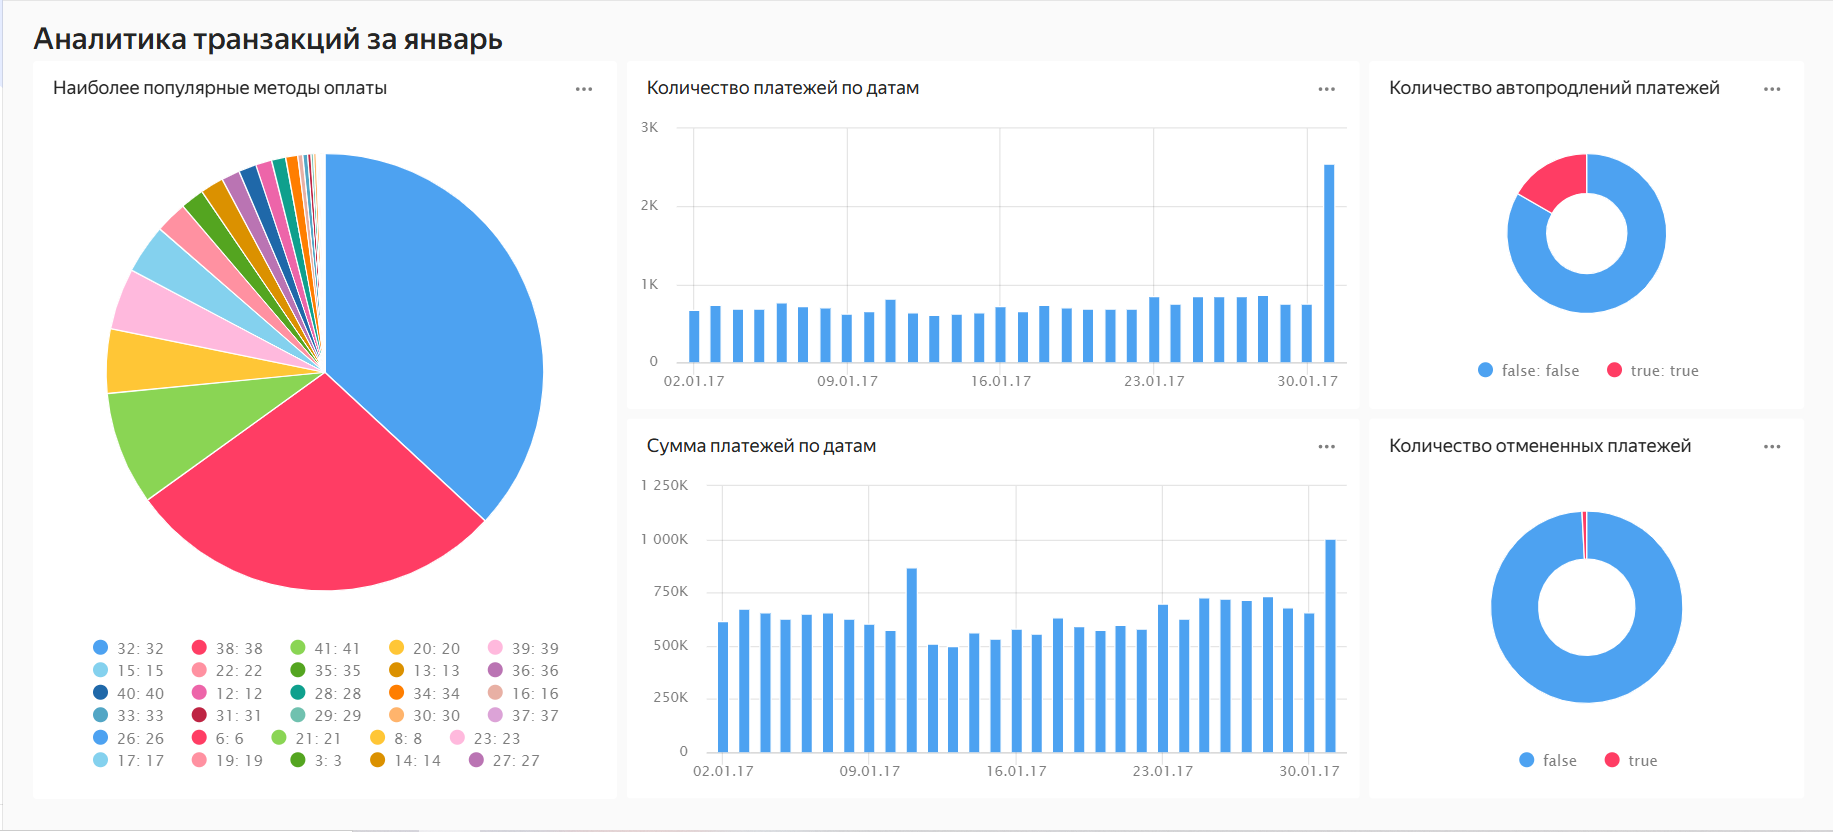 Аналитика транзакций за январь
Наиболее популярные методы оплаты
32: 32 38: 38 41: 41 20: 20 39: 39
15: 15 22: 22 35: 35 13: 13 36: 36
40: 40 12: 12 28: 28 34: 34 16: 16
33: 33 31: 31 29: 29 30: 30 37: 37
26: 26 6: 6 21: 21 8: 8 23: 23
17: 17 19: 19 3: 3 14: 14 27: 27
Количество платежей по датам
3K
2K
1K
0
02.01.17 09.01.17 16.01.17 23.01.17 30.01.17
Сумма платежей по датам
1 250K
1 000K
750K
500K
250K
0
02.01.17 09.01.17 16.01.17 23.01.17 30.01.17
Количество автопродлений платежей
false: false true: true
Количество отмененных платежей
false true